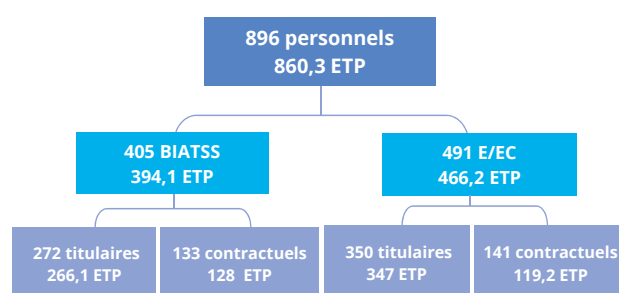 896 personnels
860,3 ETP
405 BIATSS
394,1 ETP
491 E/EC
466,2 ETP
272 titulaires
266,1 ETP
133 contractuels
128 ETP
350 titulaires
347 ETP
141 contractuels
119,2 ETP